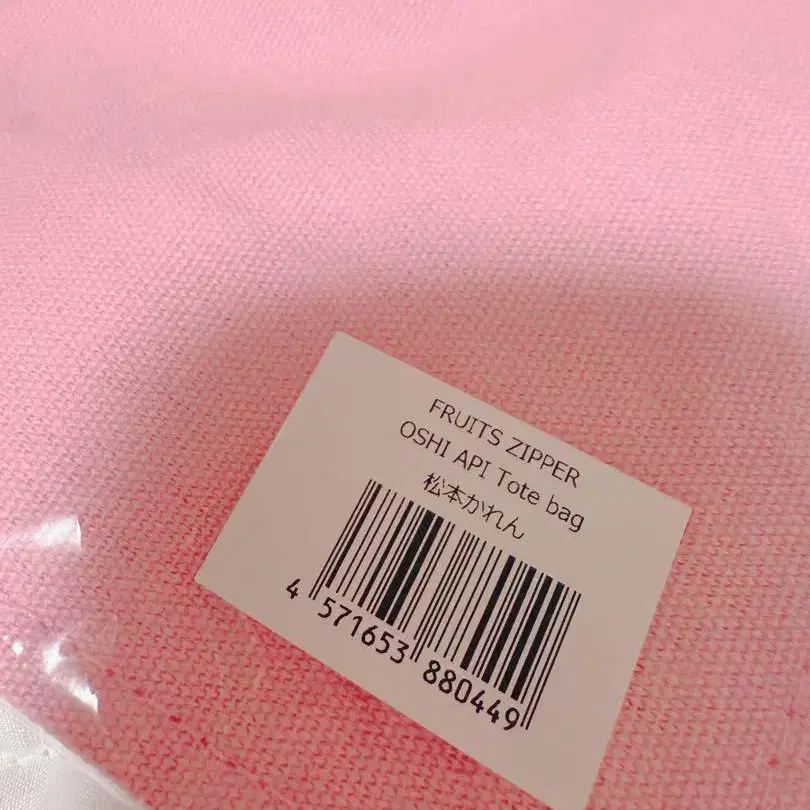 FRUITS ZIPPER
OSHI API Tote bag
松本かれん
4 571653 880449